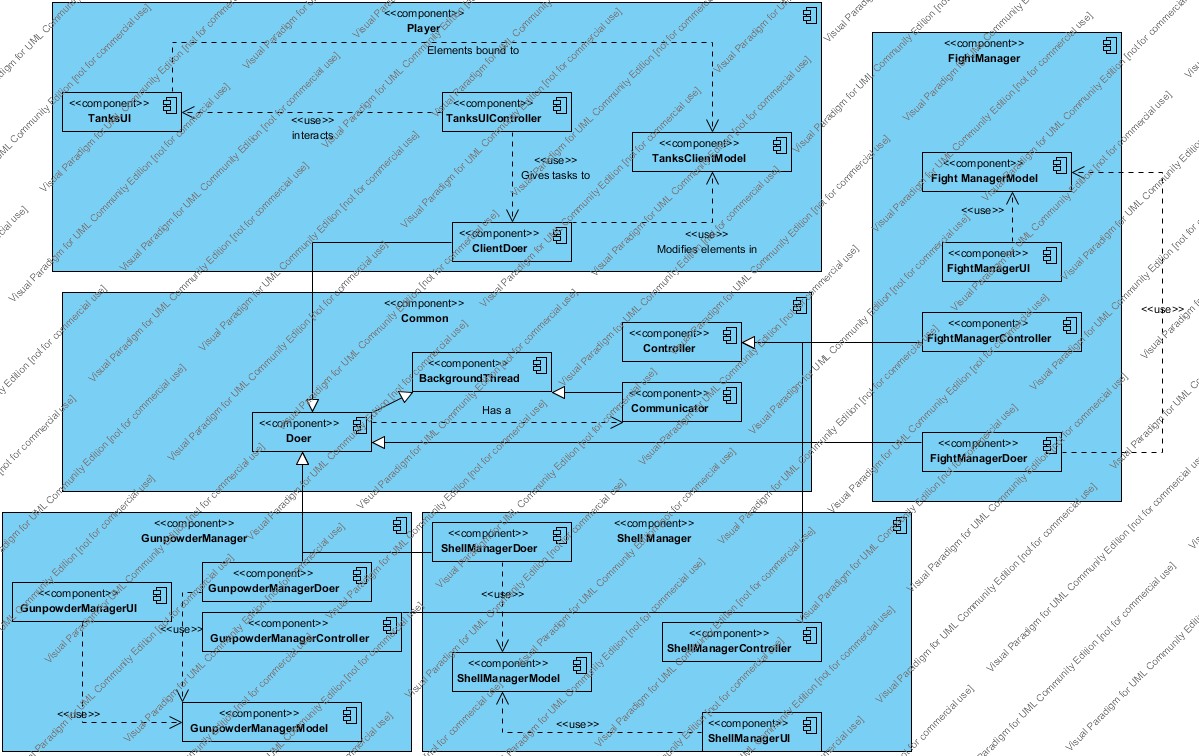 <<component>>
Player
Elements bound to
<<component>>
TanksUI
<<use>>
interacts
<<component>>
TanksUIController
<<component>>
TanksClientModel
<<use>>
Gives tasks to
<<component>>
ClientDoer
<<use>>
Modifies elements in
<<component>>
FightManager
<<component>>
Fight ManagerModel
<<use>>
<<component>>
FightManagerUI
<<use>>
<<component>>
FightManagerController
<<component>>
FightManagerDoer
<<component>>
Common
<<component>>
Controller
<<component>>
BackgroundThread
<<component>>
Communicator
Has a
<<component>>
Doer
<<component>>
GunpowderManager
<<component>>
GunpowderManagerDoer
<<component>>
GunpowderManagerUI
<<use>>
<<component>>
GunpowderManagerController
<<use>>
<<component>>
GunpowderManagerModel
<<component>>
Shell Manager
<<component>>
ShellManagerDoer
<<use>>
<<component>>
ShellManagerController
<<component>>
ShellManagerModel
<<use>>
<<component>>
ShellManagerUI
Visual Paradigm for UML Community Edition [not for commercial use]